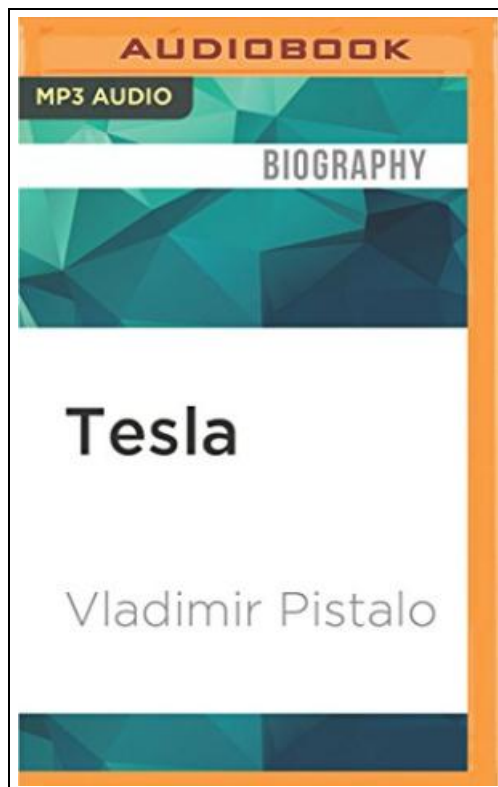 AUDIOBOOK
MP3 AUDIO
BIOGRAPHY
Tesla
Vladimir Pistalo